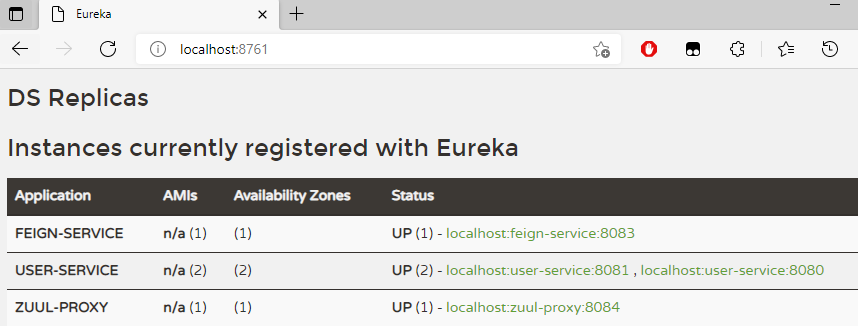 Eureka
localhost:8761
DS Replicas
Instances currently registered with Eureka
Application AMIs Availability Zones Status
FEIGN-SERVICE n/a (1) (1) UP (1) - localhost:feign-service:8083
USER-SERVICE n/a (2) (2) UP (2) - localhost:user-service:8081 , localhost:user-service:8080
ZUUL-PROXY n/a (1) (1) UP (1) - localhost:zuul-proxy:8084